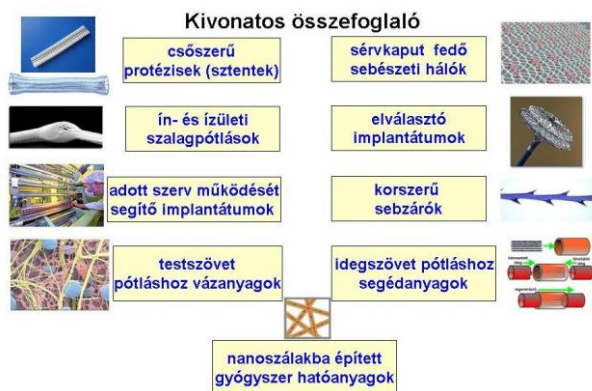 Kivonatos összefoglaló
csőszerű
protézisek (sztentek)
sérvkaput fedő
sebészeti hálók
ín- és ízületi
szalagpótlások
elválasztó
implantátumok
adott szerv működését
segítő implantátumok
korszerű
sebzárók
testszövet
pótláshoz vázanyagok
idegszövet pótláshoz
segédanyagok
nanoszálakba épített
gyógyszer hatóanyagok